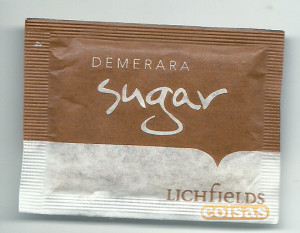 DEMERARA
sugar
LICHfIELDS
coisas